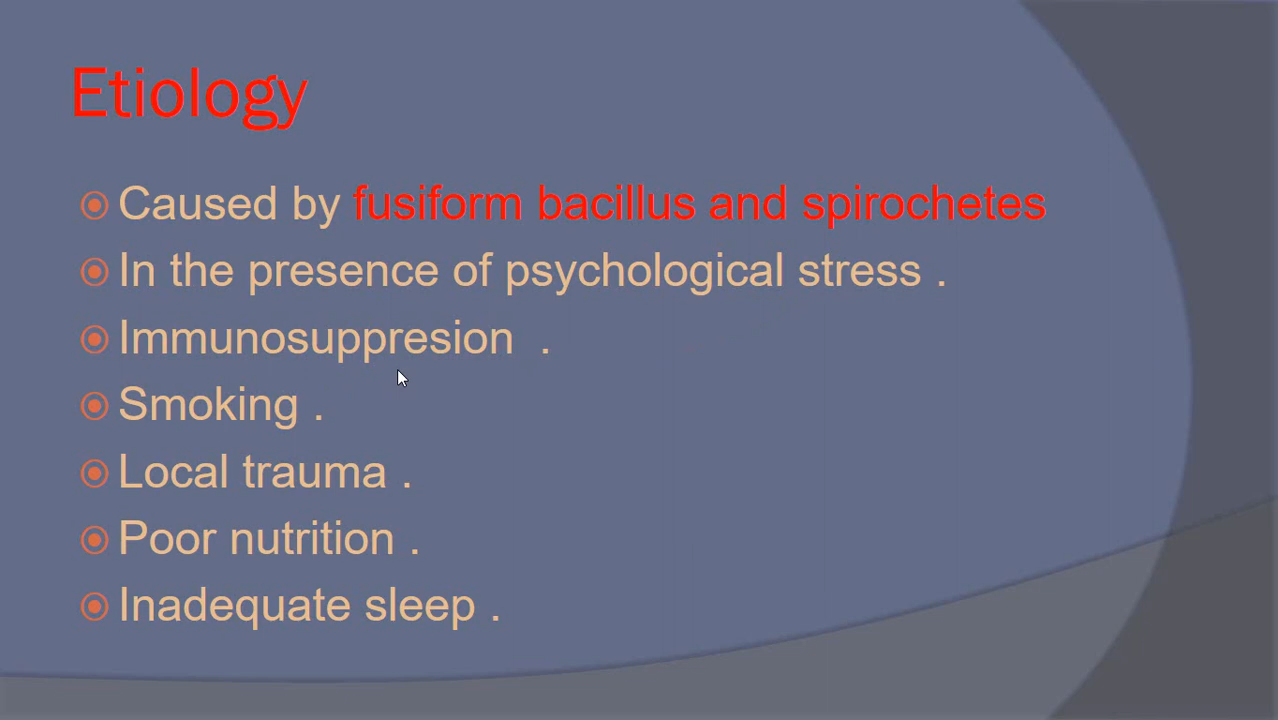 Etiology
Caused by fusiform bacillus and spirochetes
In the presence of psychological stress .
Immunosuppresion .
Smoking .
Local trauma .
Poor nutrition .
Inadequate sleep .